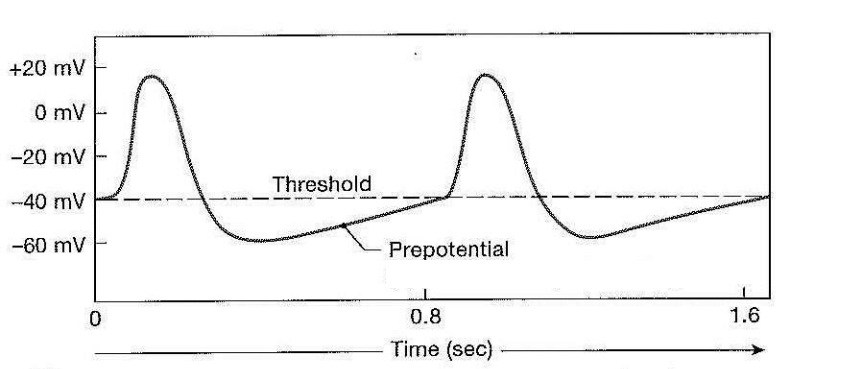 +20 mV
0 mV
–20 mV
–40 mV
–60 mV
Threshold
Prepotential
0
0.8
1.6
Time (sec)